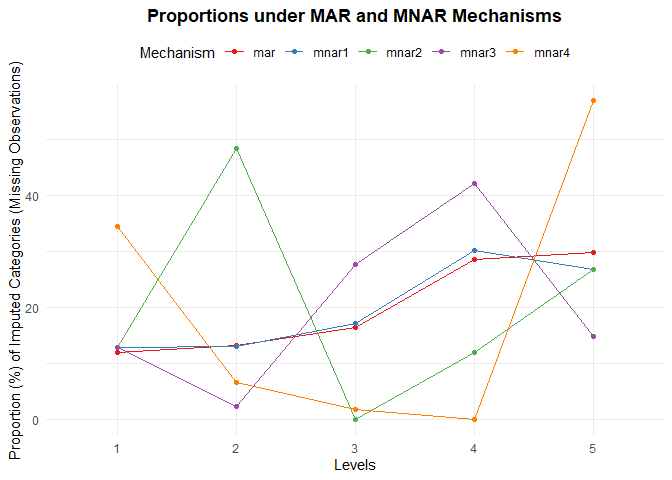 Proportions under MAR and MNAR Mechanisms
Mechanism mar mnar1 mnar2 mnar3 mnar4
Proportion (%) of Imputed Categories (Missing Observations)
40
20
0
1 2 3 4 5
Levels